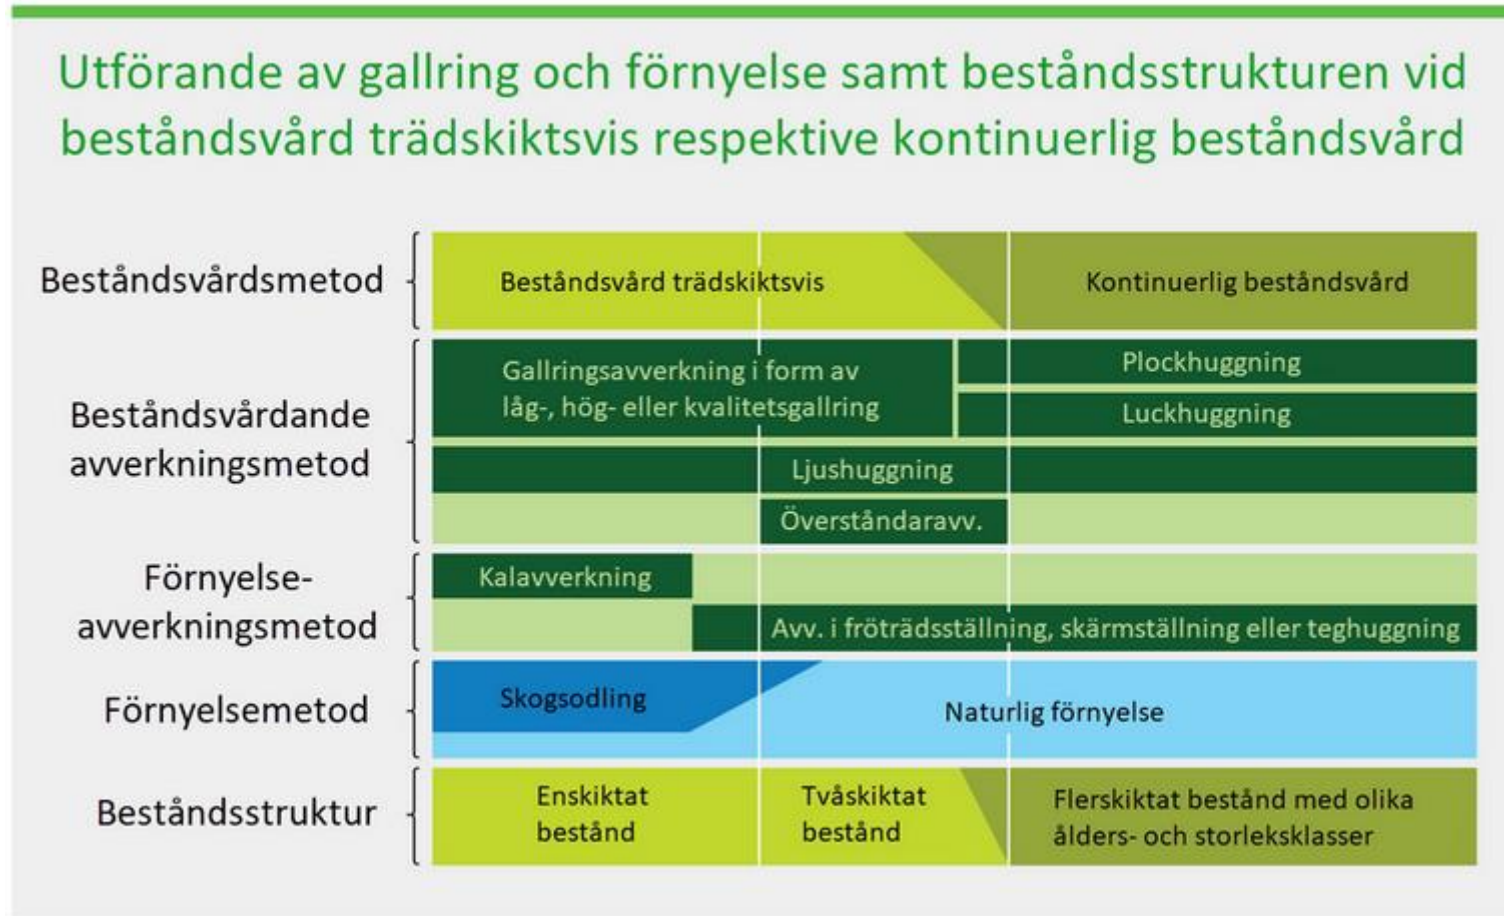 Utförande av gallring och förnyelse samt beståndsstrukturen vid
beståndsvård trädskiktsvis respektive kontinuerlig beståndsvård
Beståndsvårdsmetod
Beståndsvård trädskiktsvis
Kontinuerlig beståndsvård
Beståndsvårdande
avverkningsmetod
Gallringsavverkning i form av
låg-, hög- eller kvalitetsgallring
Plockhuggning
Luckhuggning
Ljushuggning
Överståndaravv.
Förnyelse-
avverkningsmetod
Kalavverkning
Avv. i fröträdsställning, skärmställning eller teghuggning
Förnyelsemetod
Skogsodling
Naturlig förnyelse
Beståndsstruktur
Enskiktat
bestånd
Tvåskiktat
bestånd
Flerskiktat bestånd med olika
ålders- och storleksklasser